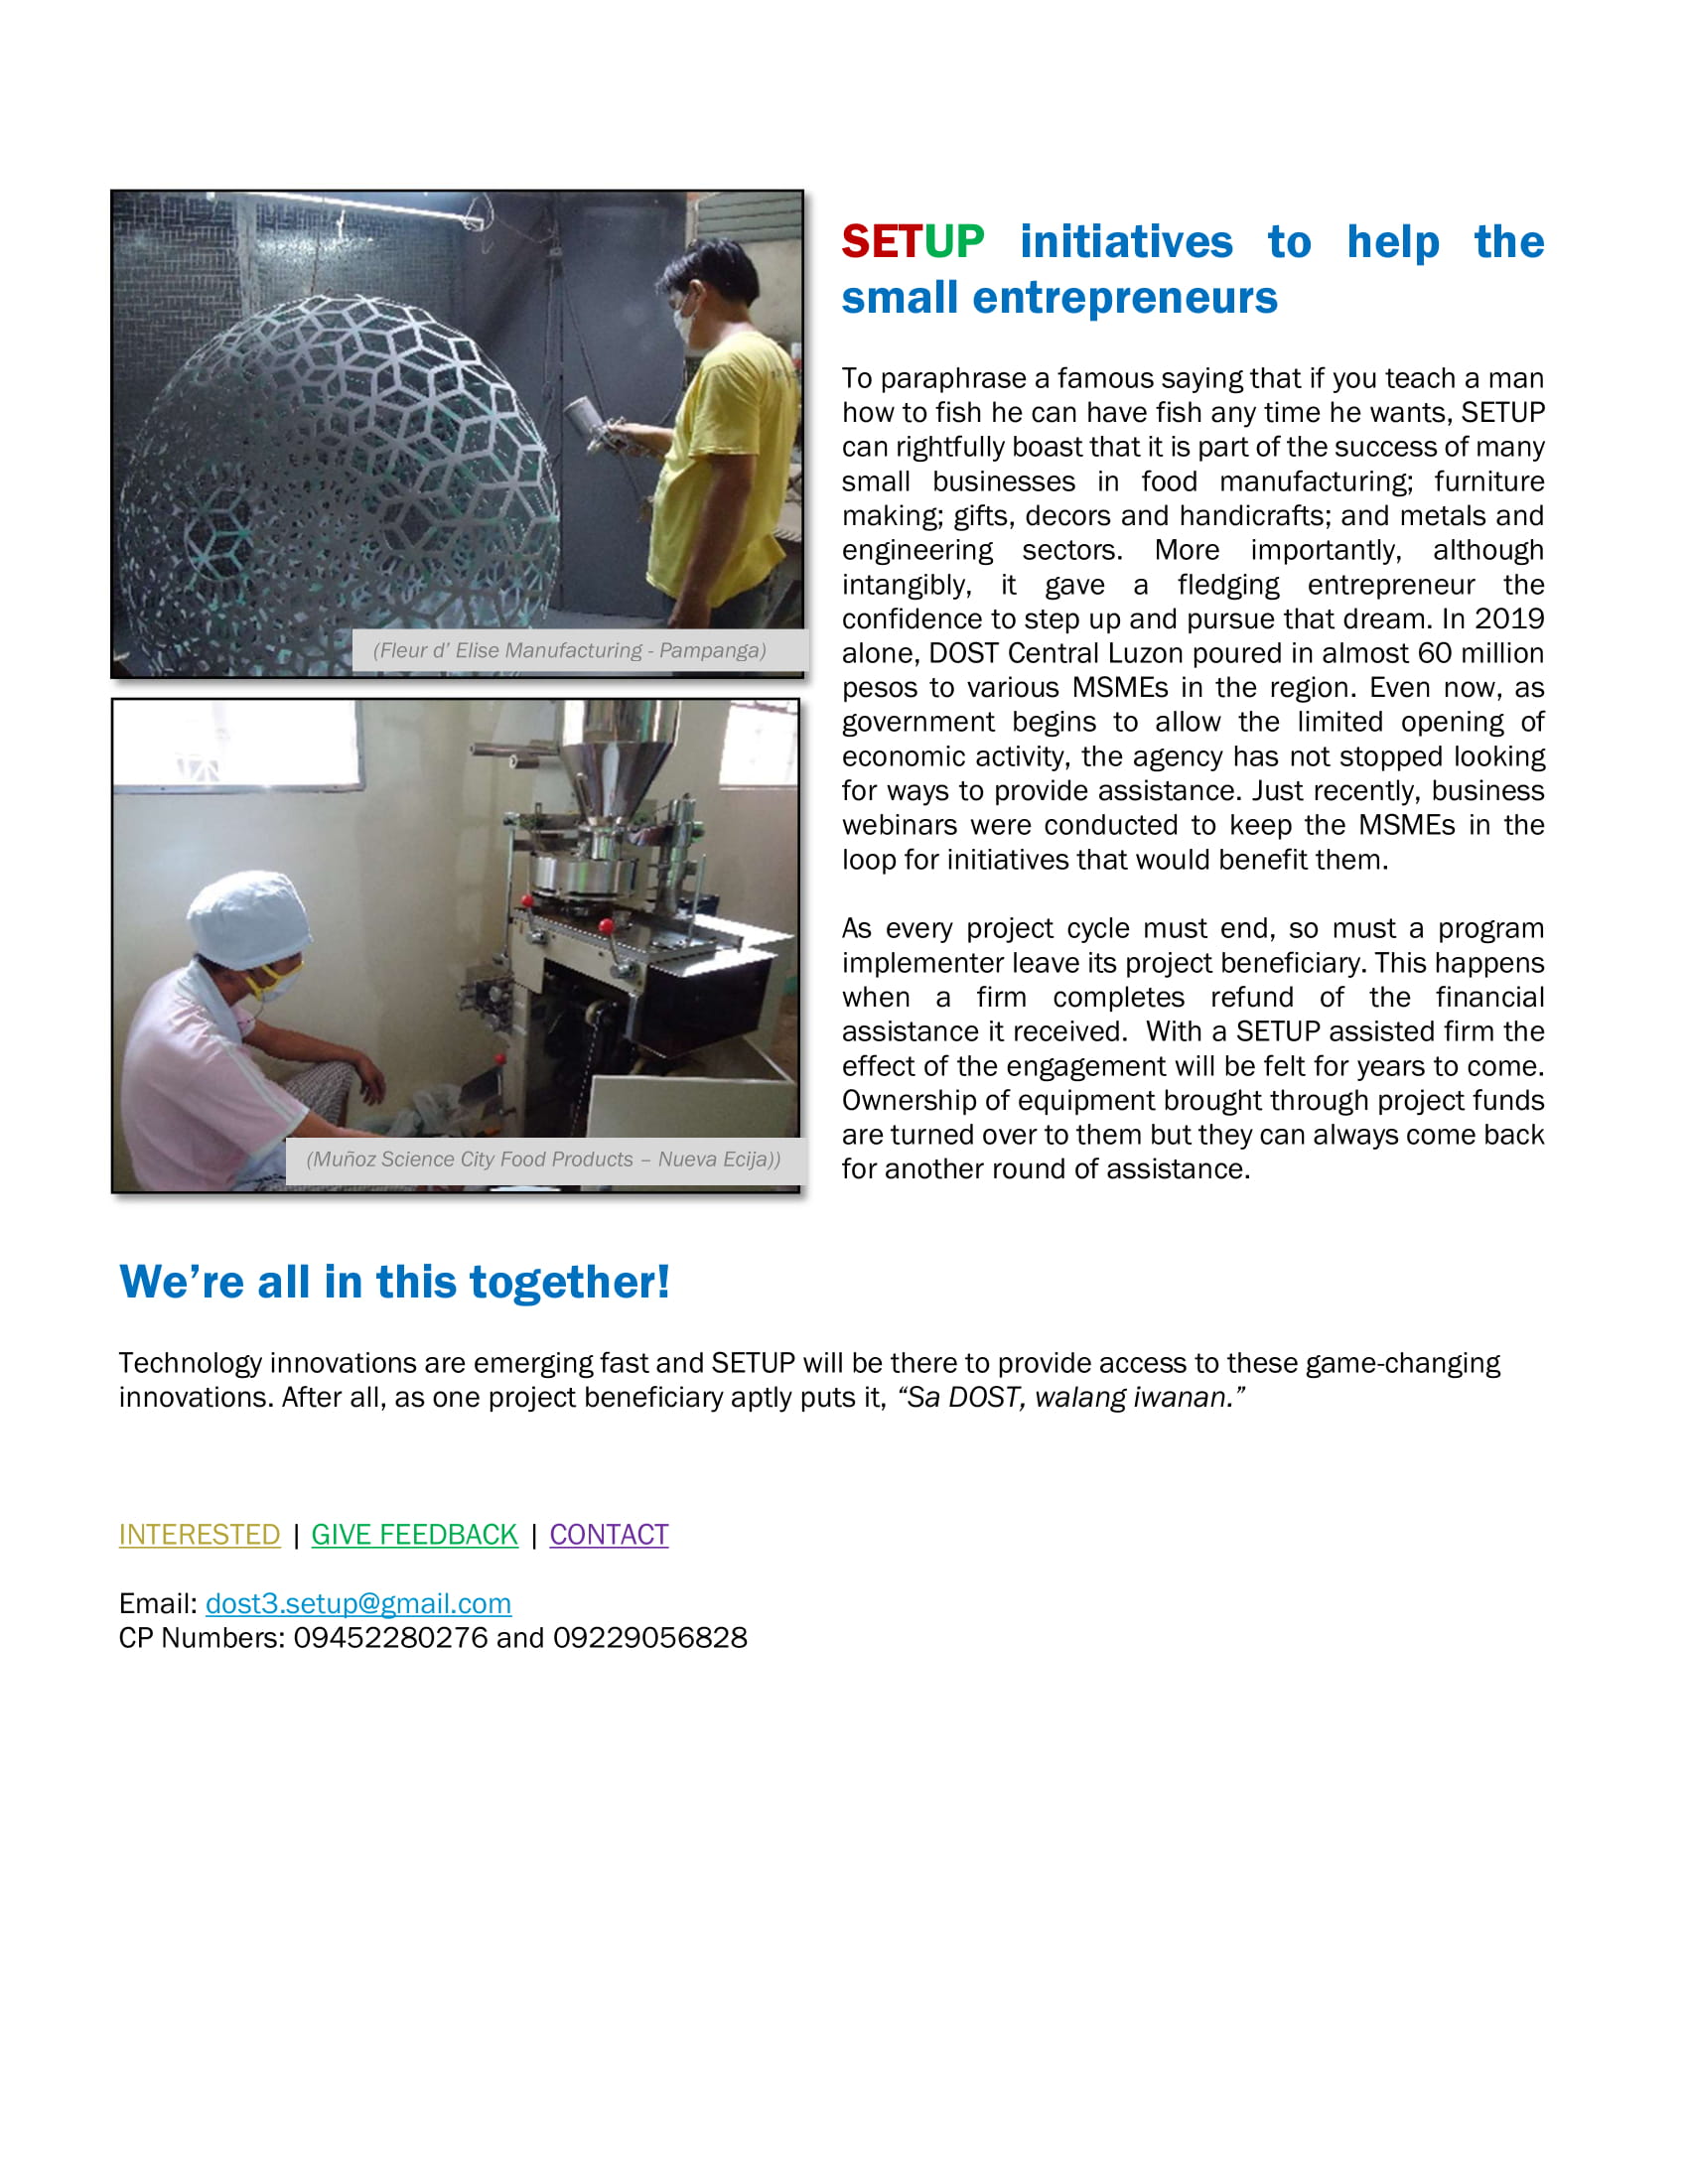 (Fleur d' Elise Manufacturing - Pampanga)
(Muñoz Science City Food Products – Nueva Ecija))
SETUP initiatives to help the
small entrepreneurs
To paraphrase a famous saying that if you teach a man
how to fish he can have fish any time he wants, SETUP
can rightfully boast that it is part of the success of many
small businesses in food manufacturing; furniture
making; gifts, decors and handicrafts; and metals and
engineering sectors. More importantly, although
intangibly, it gave a fledging entrepreneur the
confidence to step up and pursue that dream. In 2019
alone, DOST Central Luzon poured in almost 60 million
pesos to various MSMEs in the region. Even now, as
government begins to allow the limited opening of
economic activity, the agency has not stopped looking
for ways to provide assistance. Just recently, business
webinars were conducted to keep the MSMEs in the
loop for initiatives that would benefit them.
As every project cycle must end, so must a program
implementer leave its project beneficiary. This happens
when a firm completes refund of the financial
assistance it received.  With a SETUP assisted firm the
effect of the engagement will be felt for years to come.
Ownership of equipment brought through project funds
are turned over to them but they can always come back
for another round of assistance.
We’re all in this together!
Technology innovations are emerging fast and SETUP will be there to provide access to these game-changing
innovations. After all, as one project beneficiary aptly puts it, “Sa DOST, walang iwanan.”
INTERESTED | GIVE FEEDBACK | CONTACT
Email: dost3.setup@gmail.com
CP Numbers: 09452280276 and 09229056828